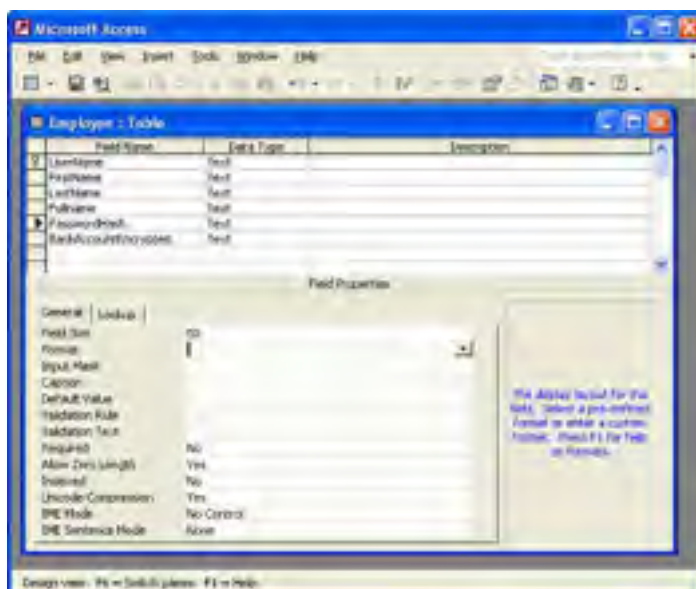 Microsoft Access
File Edit View Insert Tools Window Help
Employee : Table
Field Name Data Type Description
UserName Text
FirstName Text
LastName Text
Fullname Text
PasswordHash Text
BankAccountEncrypted Text
Field Properties
General Lookup
Field Size
Format
Input Mask
Caption
Default Value
Validation Rule
Validation Text
Required No
Allow Zero Length Yes
Indexed No
Unicode Compression Yes
IME Mode No Control
IME Sentence Mode None
The display layout for the
field. Select a pre-defined
format or enter a custom
format. Press F1 for help
on formats.
Design view. F6 = Switch panes. F1 = Help.